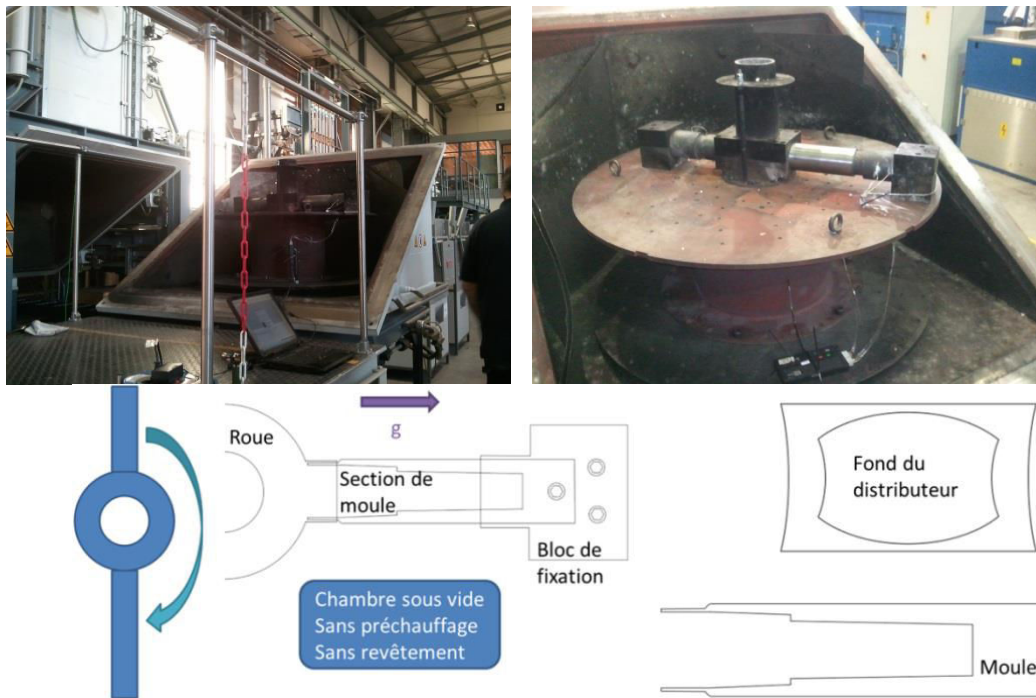 g
Roue
Section de
moule
Bloc de
fixation
Chambre sous vide
Sans préchauffage
Sans revêtement
Fond du
distributeur
Moule